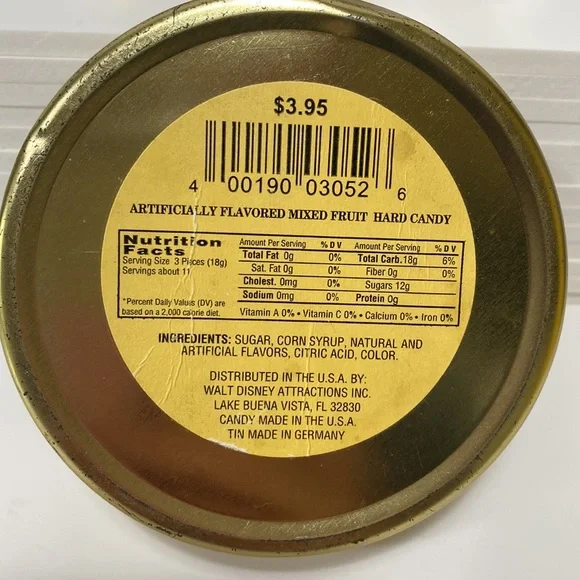 $3.95
4 00190 03052 6
ARTIFICIALLY FLAVORED MIXED FRUIT HARD CANDY
Nutrition
Facts
Serving Size 3 Pieces (18g)
Servings about 11
*Percent Daily Values (DV) are
based on a 2,000 calorie diet.
Amount Per Serving % D V Amount Per Serving % D V
Total Fat 0g 0% Total Carb. 18g 6%
Sat. Fat 0g 0% Fiber 0g 0%
Cholest. 0mg 0% Sugars 12g
Sodium 0mg 0% Protein 0g
Vitamin A 0% • Vitamin C 0% • Calcium 0% • Iron 0%
INGREDIENTS: SUGAR, CORN SYRUP, NATURAL AND
ARTIFICIAL FLAVORS, CITRIC ACID, COLOR.
DISTRIBUTED IN THE U.S.A. BY:
WALT DISNEY ATTRACTIONS INC.
LAKE BUENA VISTA, FL 32830
CANDY MADE IN THE U.S.A.
TIN MADE IN GERMANY